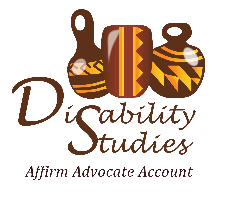 DiSability
Studies
Affirm Advocate Account